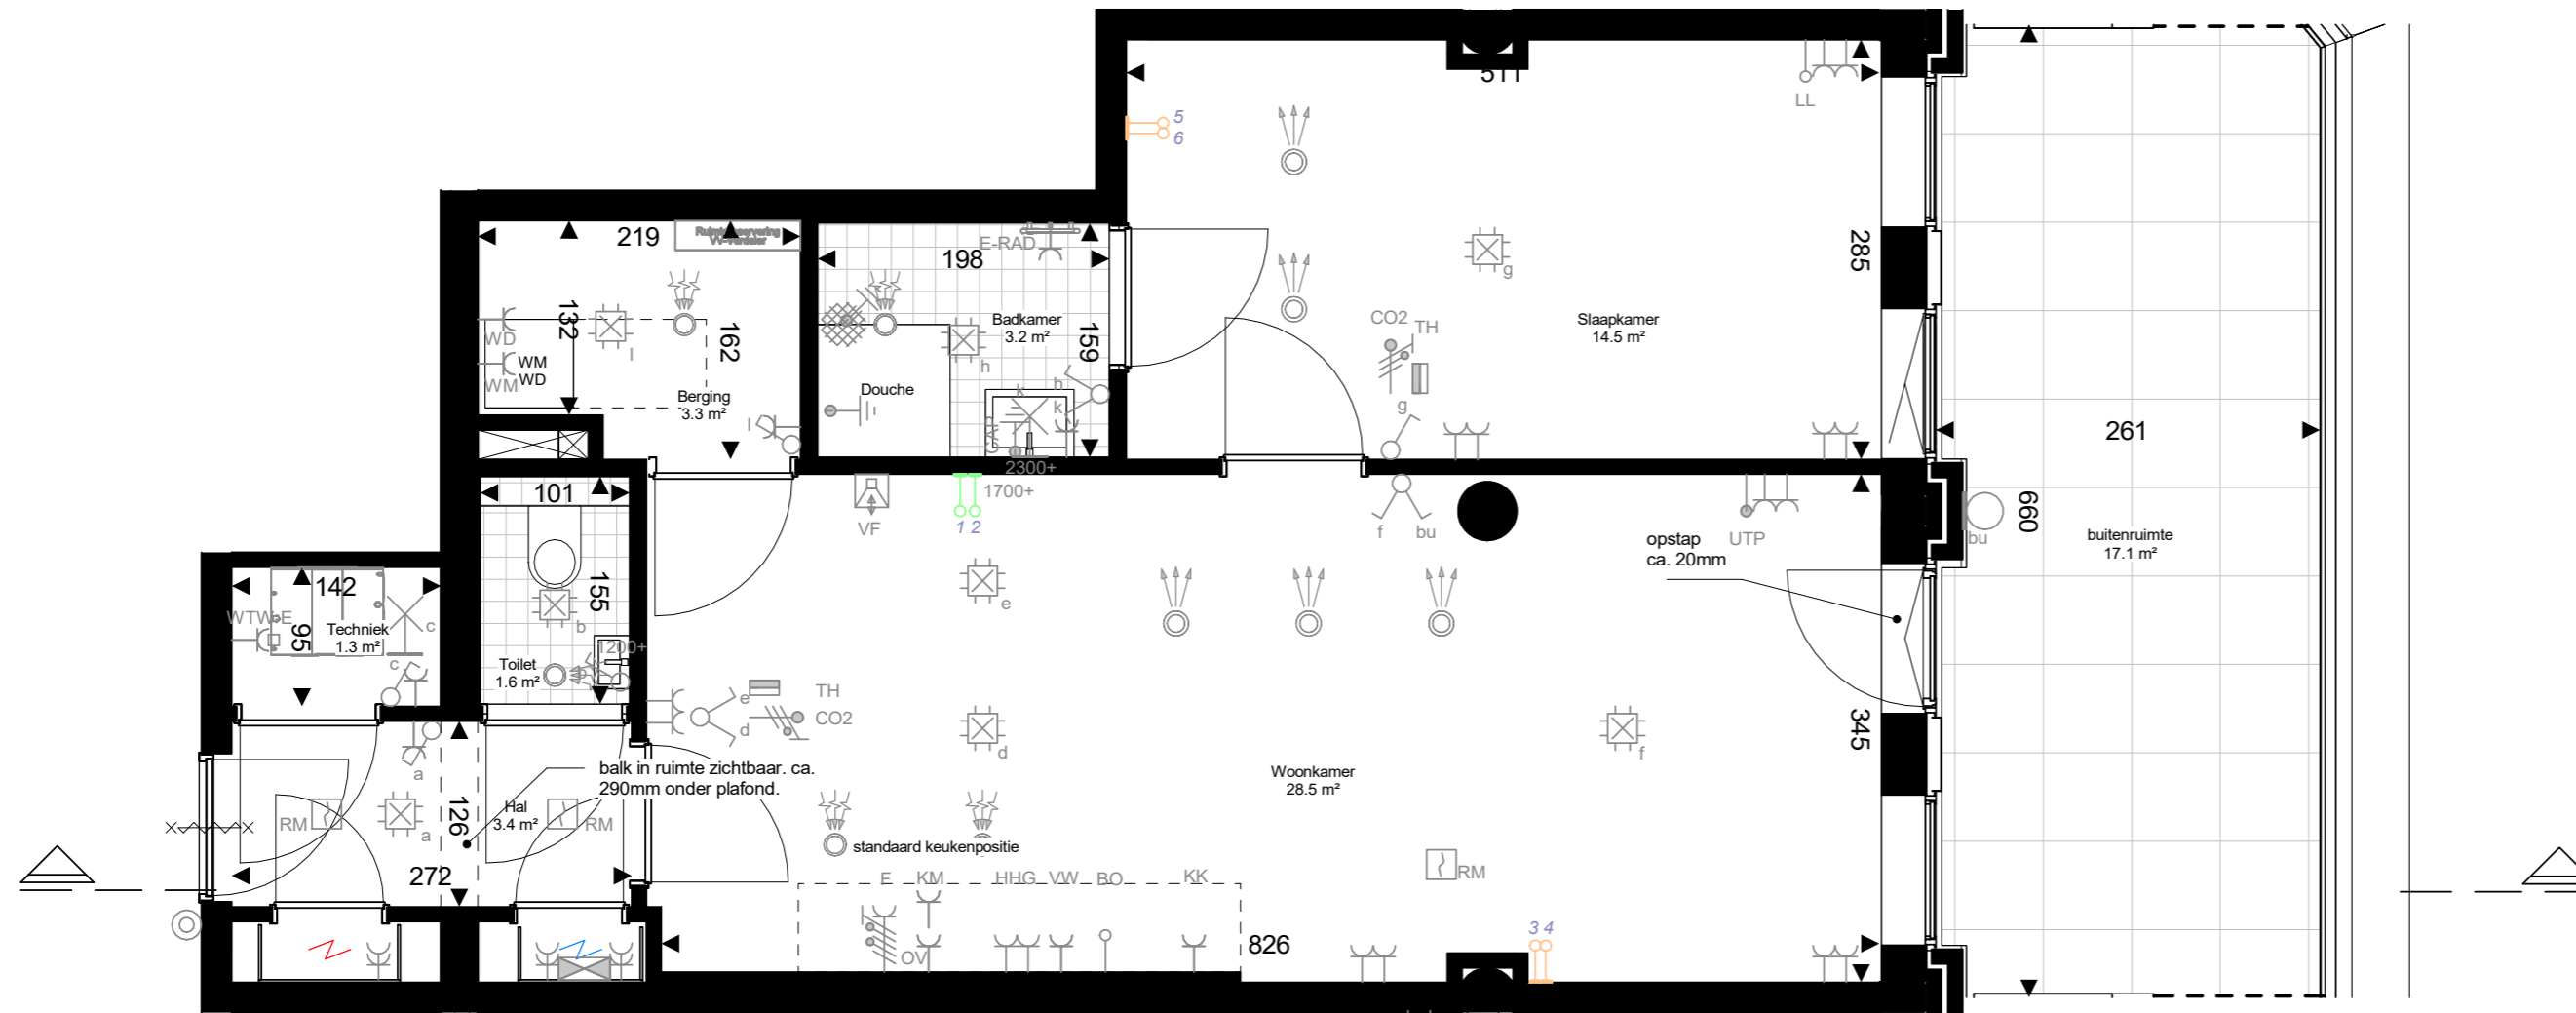 511
LL
5
6
219
Ruimtereservering
VV-verdeler
E-RAD
198
285
132
162
WD
WM
WM
WD
l
Berging
3.3 m²
l
Badkamer
3.2 m²
159
h
Douche
k
h
k
CO2
TH
g
Slaapkamer
14.5 m²
g
261
2300+
1700+
1 2
VF
101
f
bu
opstap
ca. 20mm
UTP
bu
660
buitenruimte
17.1 m²
142
WTW-E
95
Techniek
1.3 m²
c
c
155
b
1200+
Toilet
1.6 m²
e
e
d
TH
CO2
d
f
345
a
balk in ruimte zichtbaar. ca.
290mm onder plafond.
Woonkamer
28.5 m²
RM
a
126
Hal
3.4 m²
RM
272
standaard keukenpositie
RM
F
KM
HHG
VW
BO
KK
OV
826
3 4